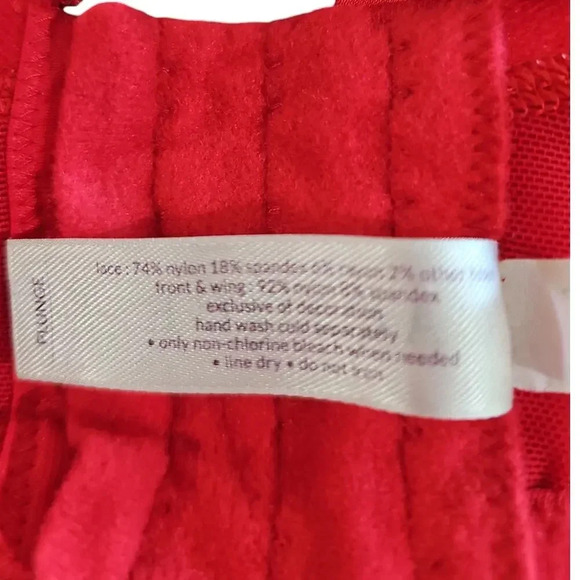 PLUNGE
lace: 74% nylon 18% spandex 6% rayon 2% other
front & wing: 92% nylon 8% spandex
exclusive of decoration
hand wash cold separately
• only non-chlorine bleach when needed
• line dry • do not iron